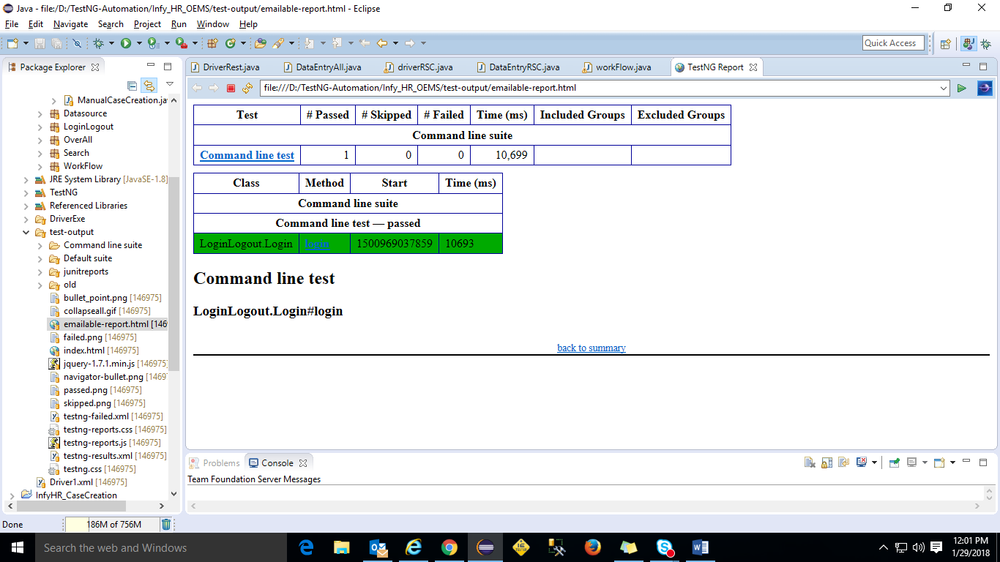 Java - file:/D:/TestNG-Automation/Infy_HR_OEMS/test-output/emailable-report.html - Eclipse
File Edit Navigate Search Project Run Window Help
Quick Access
Package Explorer
DriverRest.java DataEntryAll.java driverRSC.java DataEntryRSC.java workFlow.java TestNG Report
file:///D:/TestNG-Automation/Infy_HR_OEMS/test-output/emailable-report.html
ManualCaseCreation.ja
Datasource
LoginLogout
OverAll
Search
WorkFlow
JRE System Library [JavaSE-1.8]
TestNG
Referenced Libraries
DriverExe
test-output
Command line suite
Default suite
junitreports
old
bullet_point.png [146975]
collapseall.gif [146975]
emailable-report.html [146
failed.png [146975]
index.html [146975]
jquery-1.7.1.min.js [146975]
navigator-bullet.png [1469
passed.png [146975]
skipped.png [146975]
testng-failed.xml [146975]
testng-reports.css [146975]
testng-reports.js [146975]
testng-results.xml [146975]
testng.css [146975]
Driver1.xml [146975]
InfyHR_CaseCreation
Test # Passed # Skipped # Failed Time (ms) Included Groups Excluded Groups
Command line suite
Command line test 1 0 0 10,699
Class Method Start Time (ms)
Command line suite
Command line test — passed
LoginLogout.Login login 1500969037859 10693
Command line test
LoginLogout.Login#login
back to summary
Problems Console
Team Foundation Server Messages
Done 186M of 756M
Search the web and Windows
12:01 PM
1/29/2018